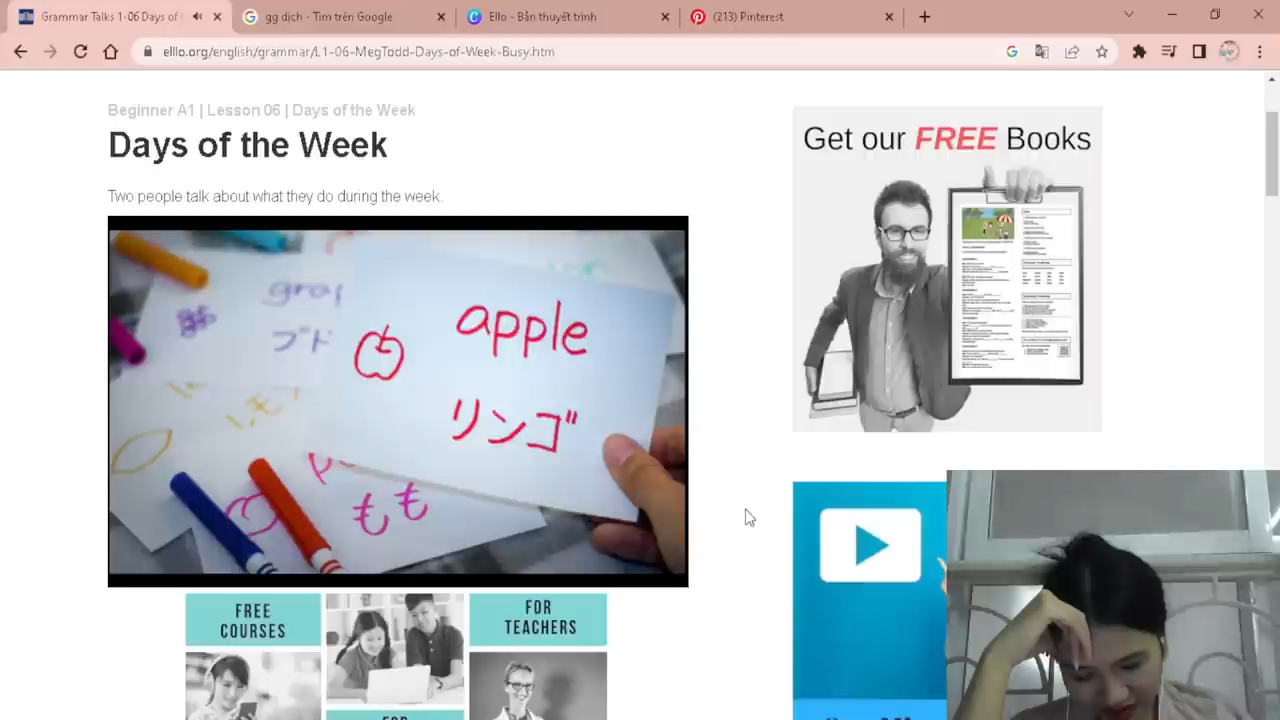 Grammar Talks 1-06 Days of
gg dịch - Tìm trên Google
Ello - Bản thuyết trình
(213) Pinterest
elllo.org/english/grammar/L1-06-MegTodd-Days-of-Week-Busy.htm
Beginner A1 | Lesson 06 | Days of the Week
Days of the Week
Two people talk about what they do during the week.
Get our FREE Books
apple
リンゴ
もも
FREE
COURSES
FOR
TEACHERS
FOR